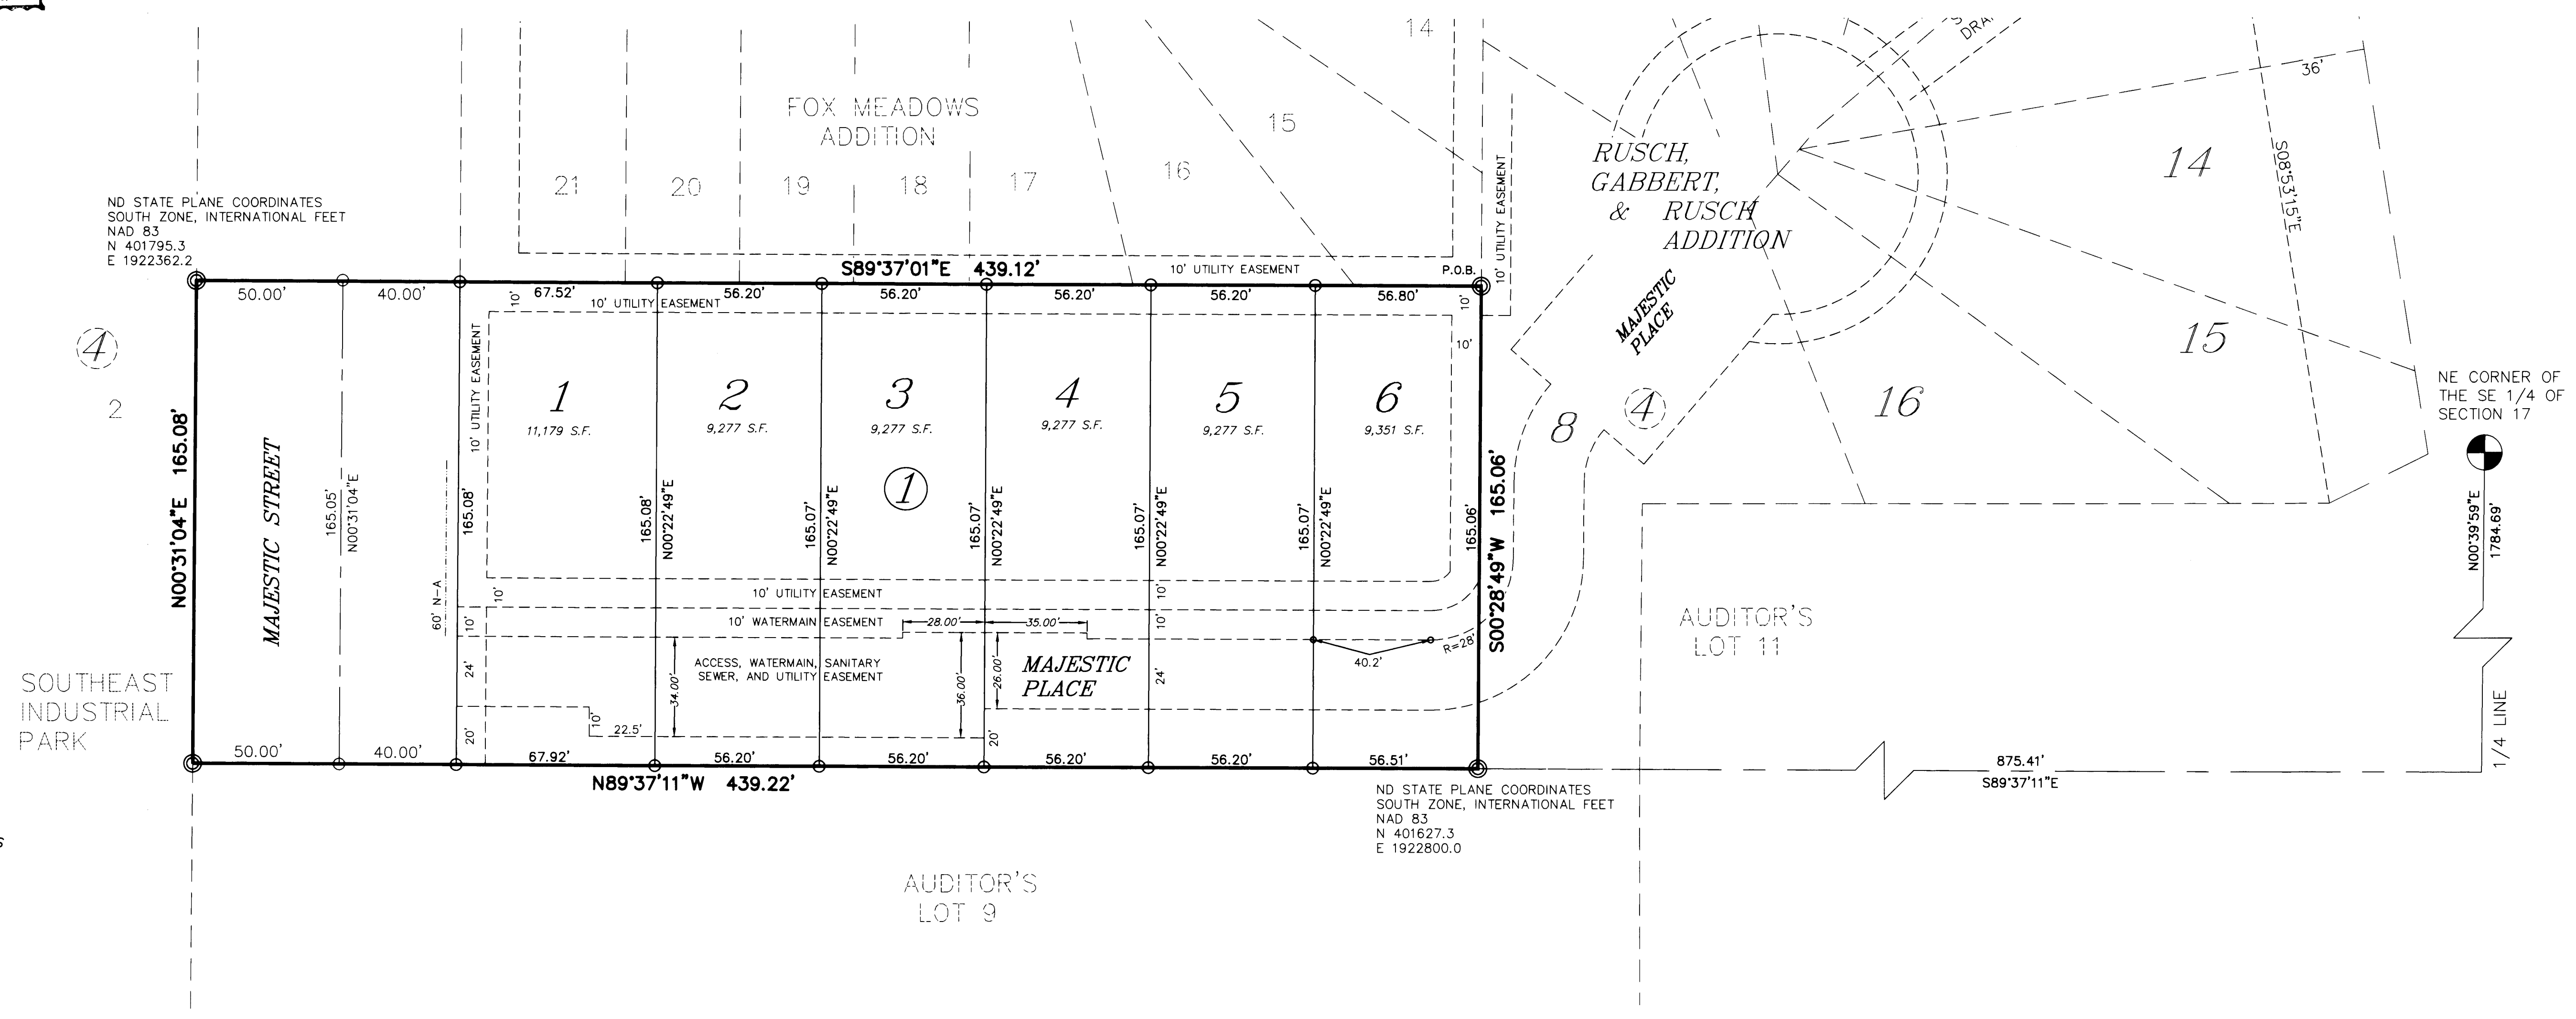 14
DRA
36'
FOX MEADOWS
ADDITION
15
21
20
19
18
17
16
10' UTILITY EASEMENT
RUSCH,
GABBERT,
& RUSCH
ADDITION
14
S08°53'15"E
ND STATE PLANE COORDINATES
SOUTH ZONE, INTERNATIONAL FEET
NAD 83
N 401795.3
E 1922362.2
S89°37'01"E 439.12'
10' UTILITY EASEMENT
P.O.B.
50.00'
40.00'
67.52'
56.20'
56.20'
56.20'
56.20'
56.80'
10'
10' UTILITY EASEMENT
10'
10'
MAJESTIC
PLACE
4
2
15
NE CORNER OF
THE SE 1/4 OF
SECTION 17
10' UTILITY EASEMENT
1
11,179 S.F.
2
9,277 S.F.
3
9,277 S.F.
4
9,277 S.F.
5
9,277 S.F.
6
9,351 S.F.
8
4
16
1
N00°31'04"E 165.08'
MAJESTIC STREET
165.05'
N00°31'04"E
60' N-A
165.08'
165.08'
N00°22'49"E
165.07'
N00°22'49"E
165.07'
N00°22'49"E
165.07'
N00°22'49"E
165.07'
N00°22'49"E
165.06'
S00°28'49"W 165.06'
N00°39'59"E
1784.69'
10'
10' UTILITY EASEMENT
10'
10'
10' WATERMAIN EASEMENT
28.00'
35.00'
10'
R=28'
40.2'
ACCESS, WATERMAIN, SANITARY
SEWER, AND UTILITY EASEMENT
MAJESTIC
PLACE
24'
34.00'
36.00'
26.00'
24'
AUDITOR'S
LOT 11
SOUTHEAST
INDUSTRIAL
PARK
10'
22.5'
20'
20'
1/4 LINE
50.00'
40.00'
67.92'
56.20'
56.20'
56.20'
56.20'
56.51'
875.41'
S89°37'11"E
N89°37'11"W 439.22'
ND STATE PLANE COORDINATES
SOUTH ZONE, INTERNATIONAL FEET
NAD 83
N 401627.3
E 1922800.0
AUDITOR'S
LOT 9